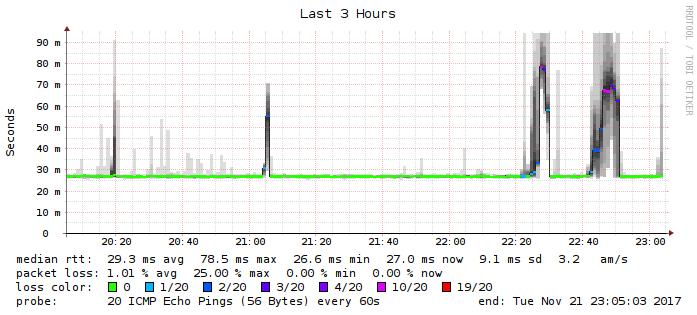 Last 3 Hours
RRDTOOL / TOBI OETIKER
Seconds
90 m
80 m
70 m
60 m
50 m
40 m
30 m
20 m
10 m
0
20:20 20:40 21:00 21:20 21:40 22:00 22:20 22:40 23:00
median rtt: 29.3 ms avg 78.5 ms max 26.6 ms min 27.0 ms now 9.1 ms sd 3.2 am/s
packet loss: 1.01 % avg 25.00 % max 0.00 % min 0.00 % now
loss color: 0 1/20 2/20 3/20 4/20 10/20 19/20
probe: 20 ICMP Echo Pings (56 Bytes) every 60s end: Tue Nov 21 23:05:03 2017